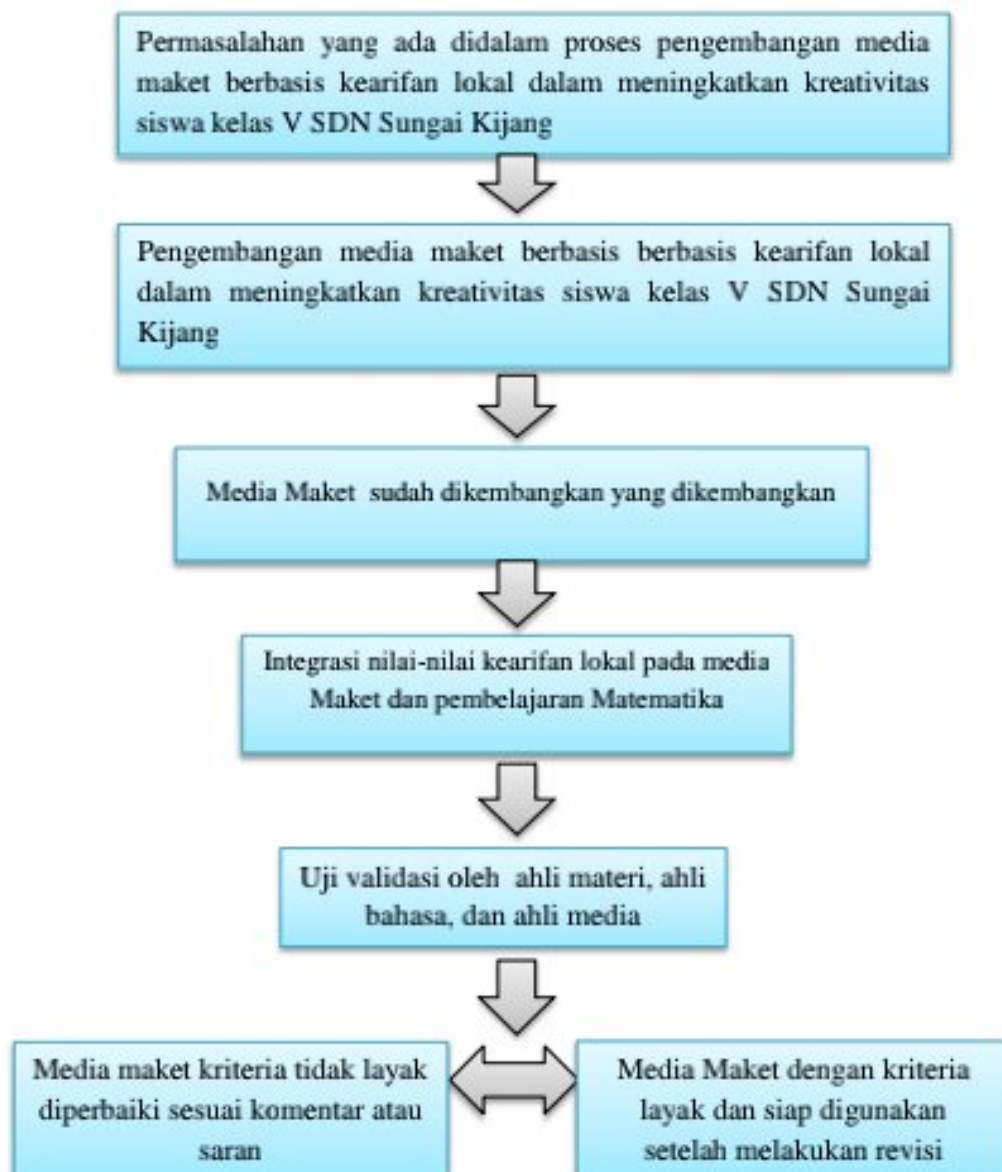 Permasalahan yang ada didalam proses pengembangan media
maket berbasis kearifan lokal dalam meningkatkan kreativitas
siswa kelas V SDN Sungai Kijang
Pengembangan media maket berbasis berbasis kearifan lokal
dalam meningkatkan kreativitas siswa kelas V SDN Sungai
Kijang
Media Maket sudah dikembangkan yang dikembangkan
Integrasi nilai-nilai kearifan lokal pada media
Maket dan pembelajaran Matematika
Uji validasi oleh ahli materi, ahli
bahasa, dan ahli media
Media maket kriteria tidak layak
diperbaiki sesuai komentar atau
saran
Media Maket dengan kriteria
layak dan siap digunakan
setelah melakukan revisi